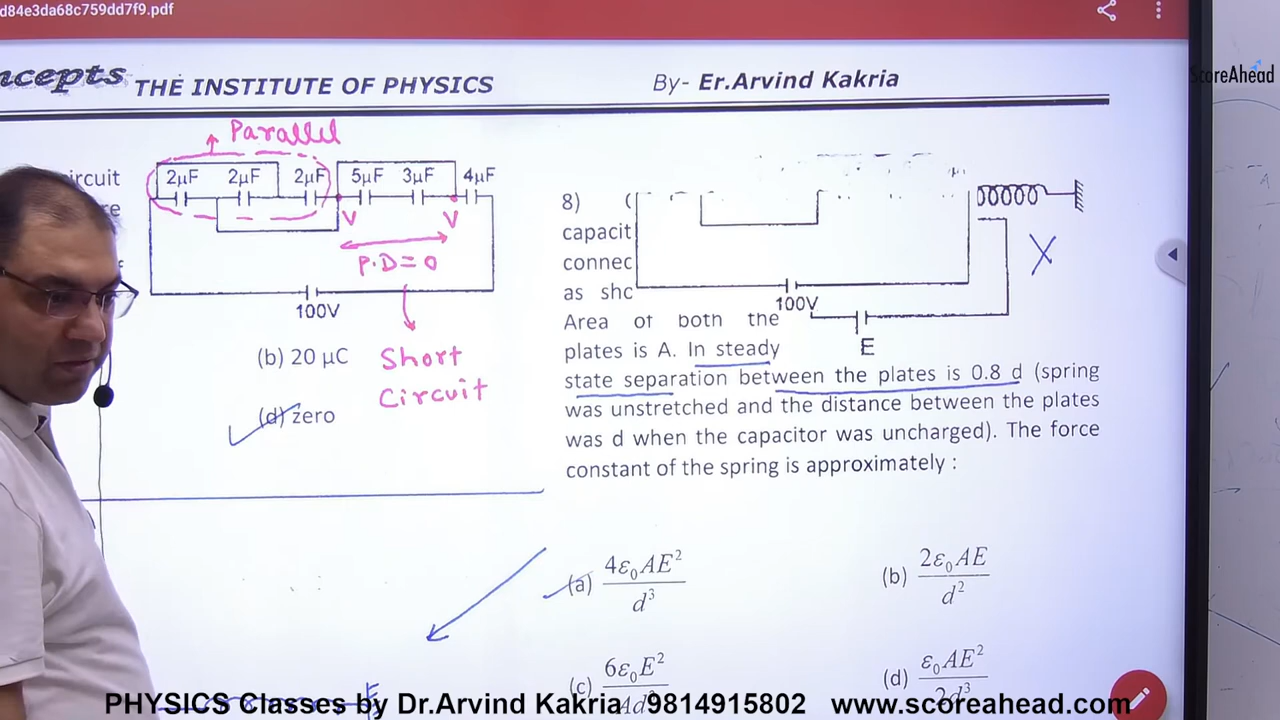 d84e3da68c759dd7f9.pdf
ncepts THE INSTITUTE OF PHYSICS
By- Er.Arvind Kakria
ScoreAhead
Parallel
ircuit
2μF 2μF 2μF 5μF 3μF 4μF
V V
P.D=0
100V
(b) 20 μC
Short
Circuit
(d) zero
8) (
capacit
connec
as shc
100V
Area of both the
E
X
plates is A. In steady
state separation between the plates is 0.8 d (spring
was unstretched and the distance between the plates
was d when the capacitor was uncharged). The force
constant of the spring is approximately :
(a) 4ε₀AE²/d³
(b) 2ε₀AE/d²
(c) 6ε₀E²
(d) ε₀AE²/2d³
PHYSICS Classes by Dr.Arvind Kakria 9814915802 www.scoreahead.com